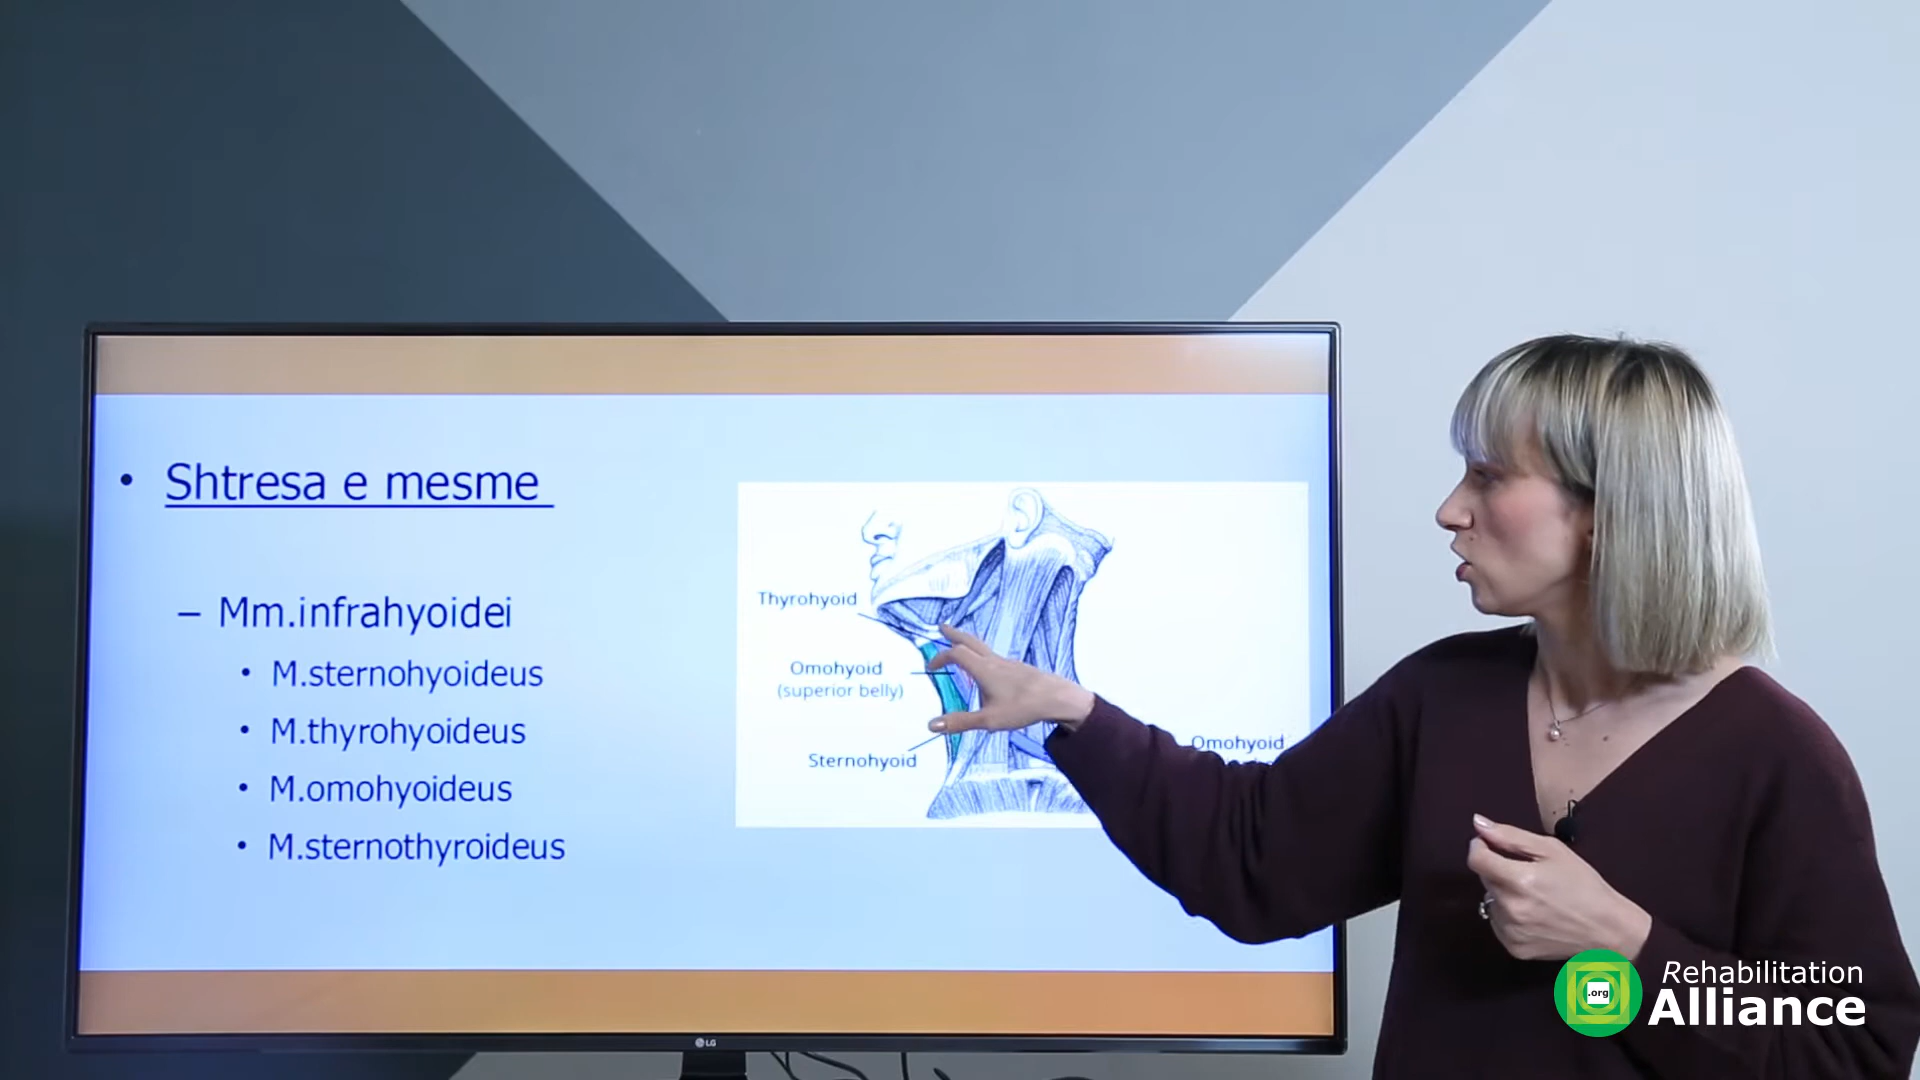 Shtresa e mesme
– Mm.infrahyoidei
M.sternohyoideus
M.thyrohyoideus
M.omohyoideus
M.sternothyroideus
Thyrohyoid
Omohyoid
(superior belly)
Sternohyoid
Omohyoid
LG
.org
Rehabilitation
Alliance